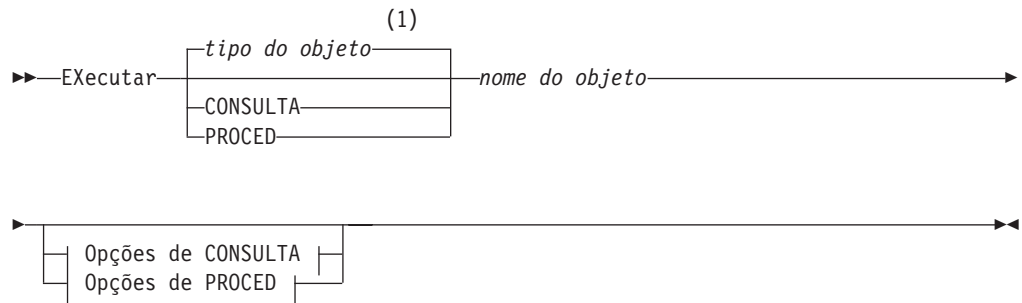 (1)
tipo do objeto
EXecutar nome do objeto
CONSULTA
PROCED
Opções de CONSULTA
Opções de PROCED